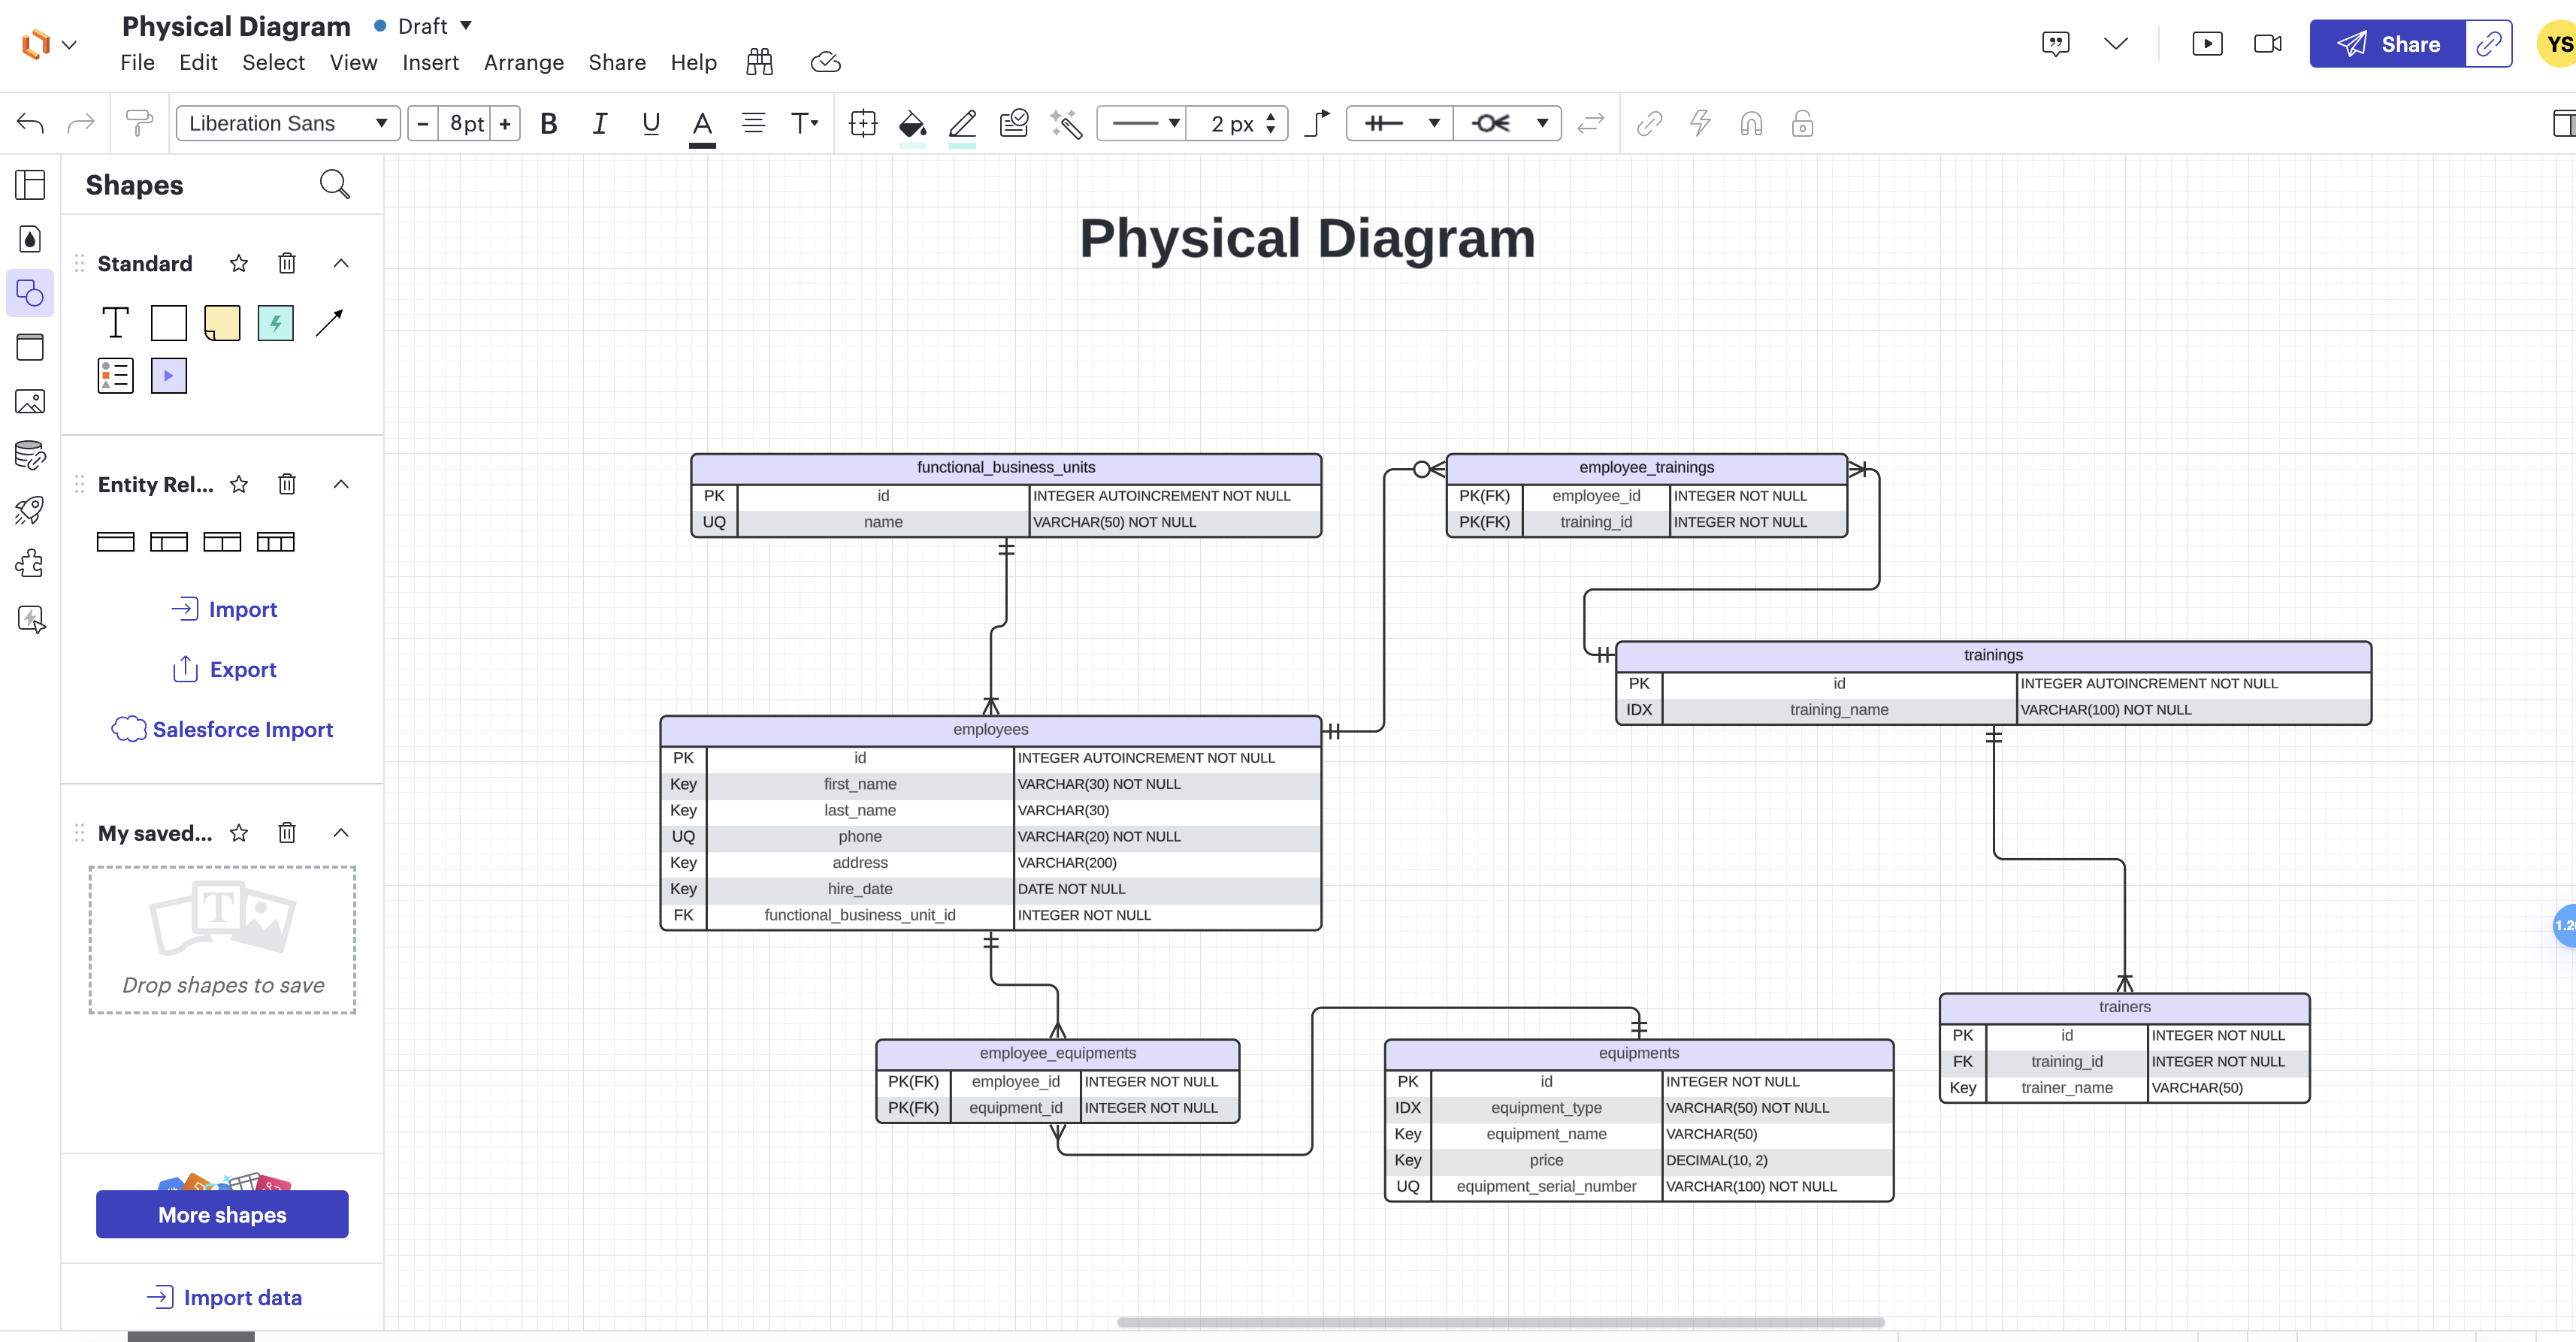 Physical Diagram
Draft
File Edit Select View Insert Arrange Share Help
Share
YS
Liberation Sans
− 8pt +
B I U A T
2 px
Shapes
Standard
T
Entity Rel...
Import
Export
Salesforce Import
My saved...
T
Drop shapes to save
More shapes
Import data
Physical Diagram
functional_business_units
PK id INTEGER AUTOINCREMENT NOT NULL
UQ name VARCHAR(50) NOT NULL
employee_trainings
PK(FK) employee_id INTEGER NOT NULL
PK(FK) training_id INTEGER NOT NULL
trainings
PK id INTEGER AUTOINCREMENT NOT NULL
IDX training_name VARCHAR(100) NOT NULL
employees
PK id INTEGER AUTOINCREMENT NOT NULL
Key first_name VARCHAR(30) NOT NULL
Key last_name VARCHAR(30)
UQ phone VARCHAR(20) NOT NULL
Key address VARCHAR(200)
Key hire_date DATE NOT NULL
FK functional_business_unit_id INTEGER NOT NULL
employee_equipments
PK(FK) employee_id INTEGER NOT NULL
PK(FK) equipment_id INTEGER NOT NULL
equipments
PK id INTEGER NOT NULL
IDX equipment_type VARCHAR(50) NOT NULL
Key equipment_name VARCHAR(50)
Key price DECIMAL(10, 2)
UQ equipment_serial_number VARCHAR(100) NOT NULL
trainers
PK id INTEGER NOT NULL
FK training_id INTEGER NOT NULL
Key trainer_name VARCHAR(50)